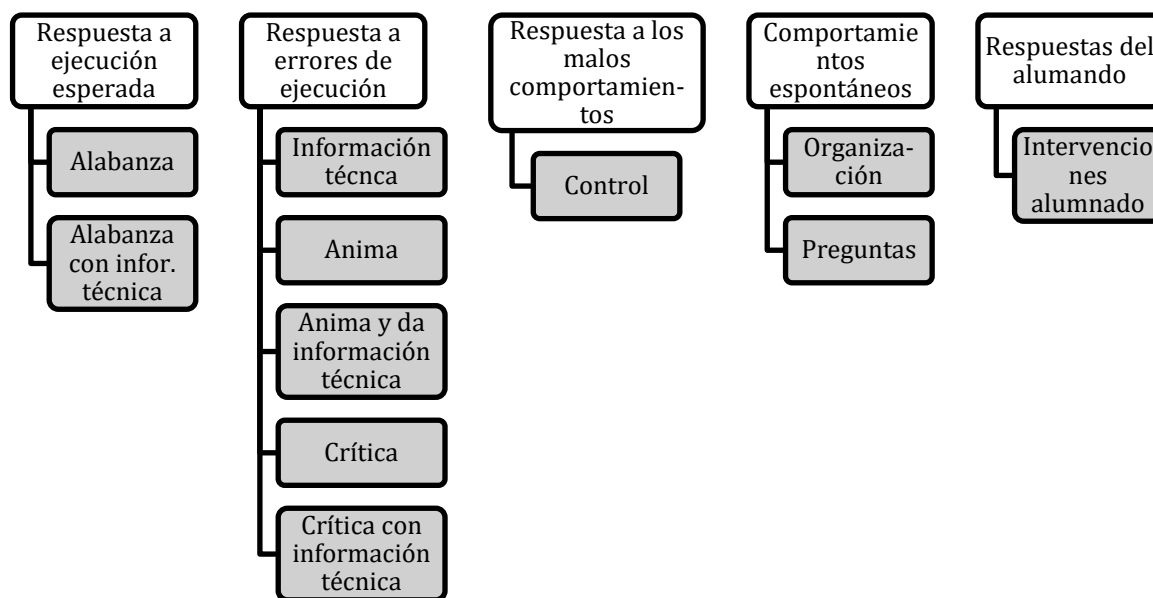 Respuesta a
ejecución
esperada
Alabanza
Alabanza
con infor.
técnica
Respuesta a
errores de
ejecución
Información
técnca
Anima
Anima y da
información
técnica
Crítica
Crítica con
información
técnica
Respuesta a los
malos
comportamien-
tos
Control
Comportamie
ntos
espontáneos
Organiza-
ción
Preguntas
Respuestas del
alumando
Intervencio
nes
alumnado